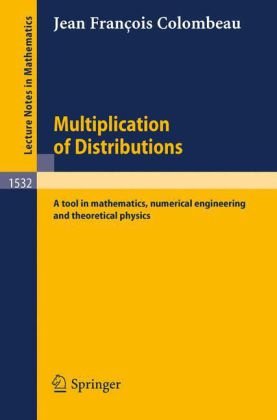 Lecture Notes in Mathematics
1532
Jean François Colombeau
Multiplication
of Distributions
A tool in mathematics, numerical engineering
and theoretical physics
Springer